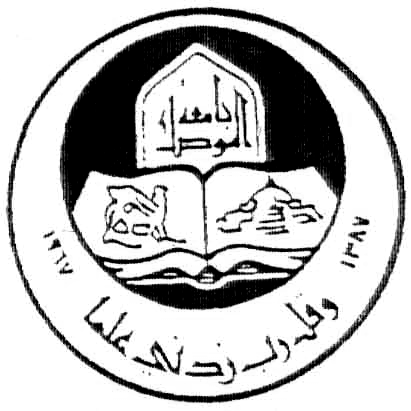 جامعة
الموصل
١٩٦٧
١٣٨٧
وقل رب زدني علما